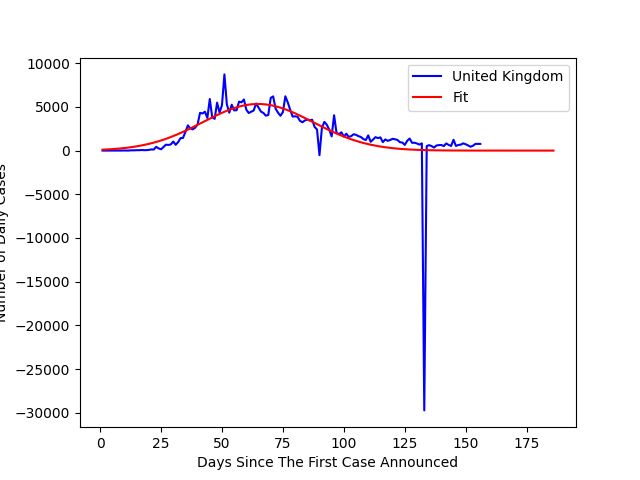 10000
5000
0
−5000
−10000
−15000
−20000
−25000
−30000
Number of Daily Cases
United Kingdom
Fit
0 25 50 75 100 125 150 175
Days Since The First Case Announced